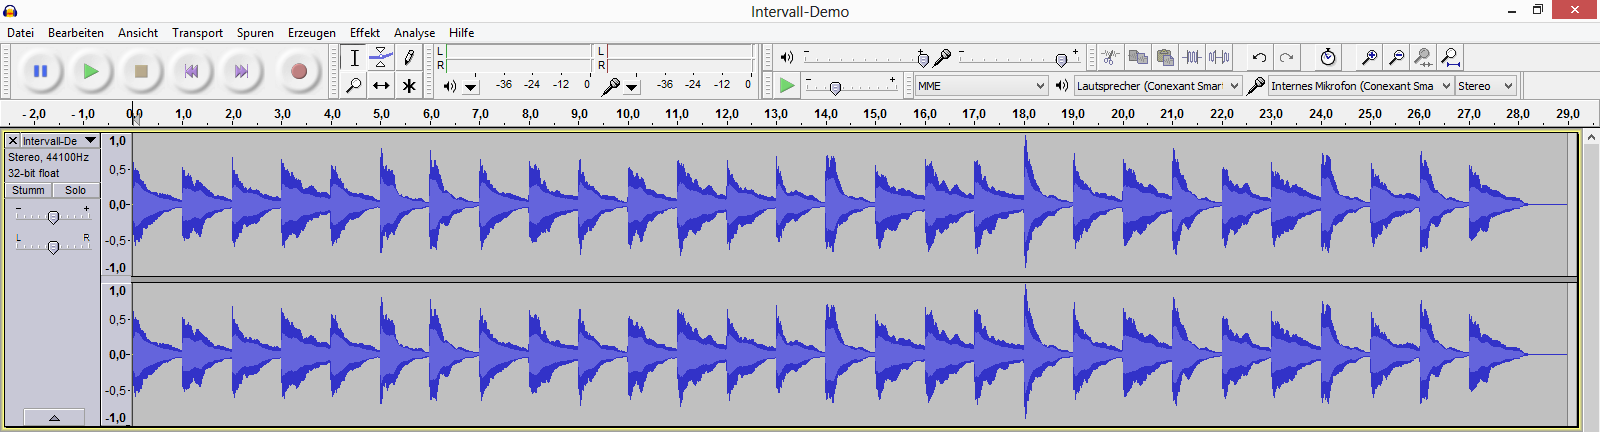 Intervall-Demo
Datei Bearbeiten Ansicht Transport Spuren Erzeugen Effekt Analyse Hilfe
L
R
-36 -24 -12 0
L
R
-36 -24 -12 0
- +
- +
- +
MME
Lautsprecher (Conexant Smart
Internes Mikrofon (Conexant Sma
Stereo
- 2,0 - 1,0 0,0 1,0 2,0 3,0 4,0 5,0 6,0 7,0 8,0 9,0 10,0 11,0 12,0 13,0 14,0 15,0 16,0 17,0 18,0 19,0 20,0 21,0 22,0 23,0 24,0 25,0 26,0 27,0 28,0 29,0
X Intervall-De
Stereo, 44100Hz
32-bit float
Stumm Solo
- +
L R
1,0
0,5-
0,0-
-0,5-
-1,0
1,0
0,5-
0,0-
-0,5-
-1,0